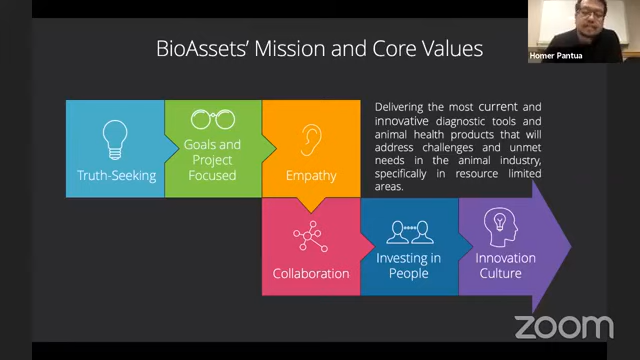 BioAssets' Mission and Core Values
Homer Pantua
Delivering the most current and
innovative diagnostic tools and
animal health products that will
address challenges and unmet
needs in the animal industry,
specifically in resource limited
areas.
Truth-Seeking
Goals and
Project
Focused
Empathy
Collaboration
Investing in
People
Innovation
Culture
zoom